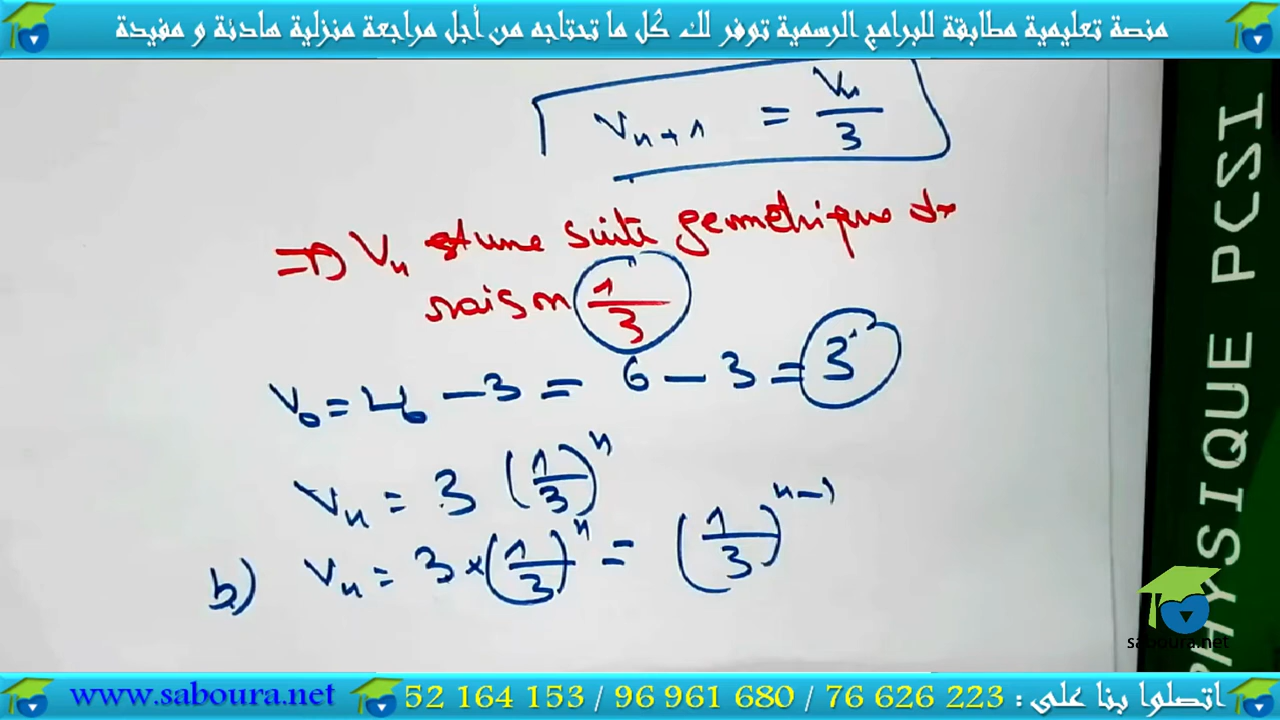 منصة تعليمية مطابقة للبرامج الرسمية توفر لك كل ما تحتاجه من أجل مراجعة منزلية هادئة و مفيدة
Vn+1 = Vn/3
=> Vn est une suite geometrique de
raison 1/3
V0 = U0 - 3 = 6 - 3 = 3
Vn = 3 (1/3)^n
b) Vn = 3 × (1/3)^n = (1/3)^(n-1)
PHYSIQUE PCSI
saboura.net
www.saboura.net
اتصلوا بنا على : 52 164 153 / 96 961 680 / 76 626 223